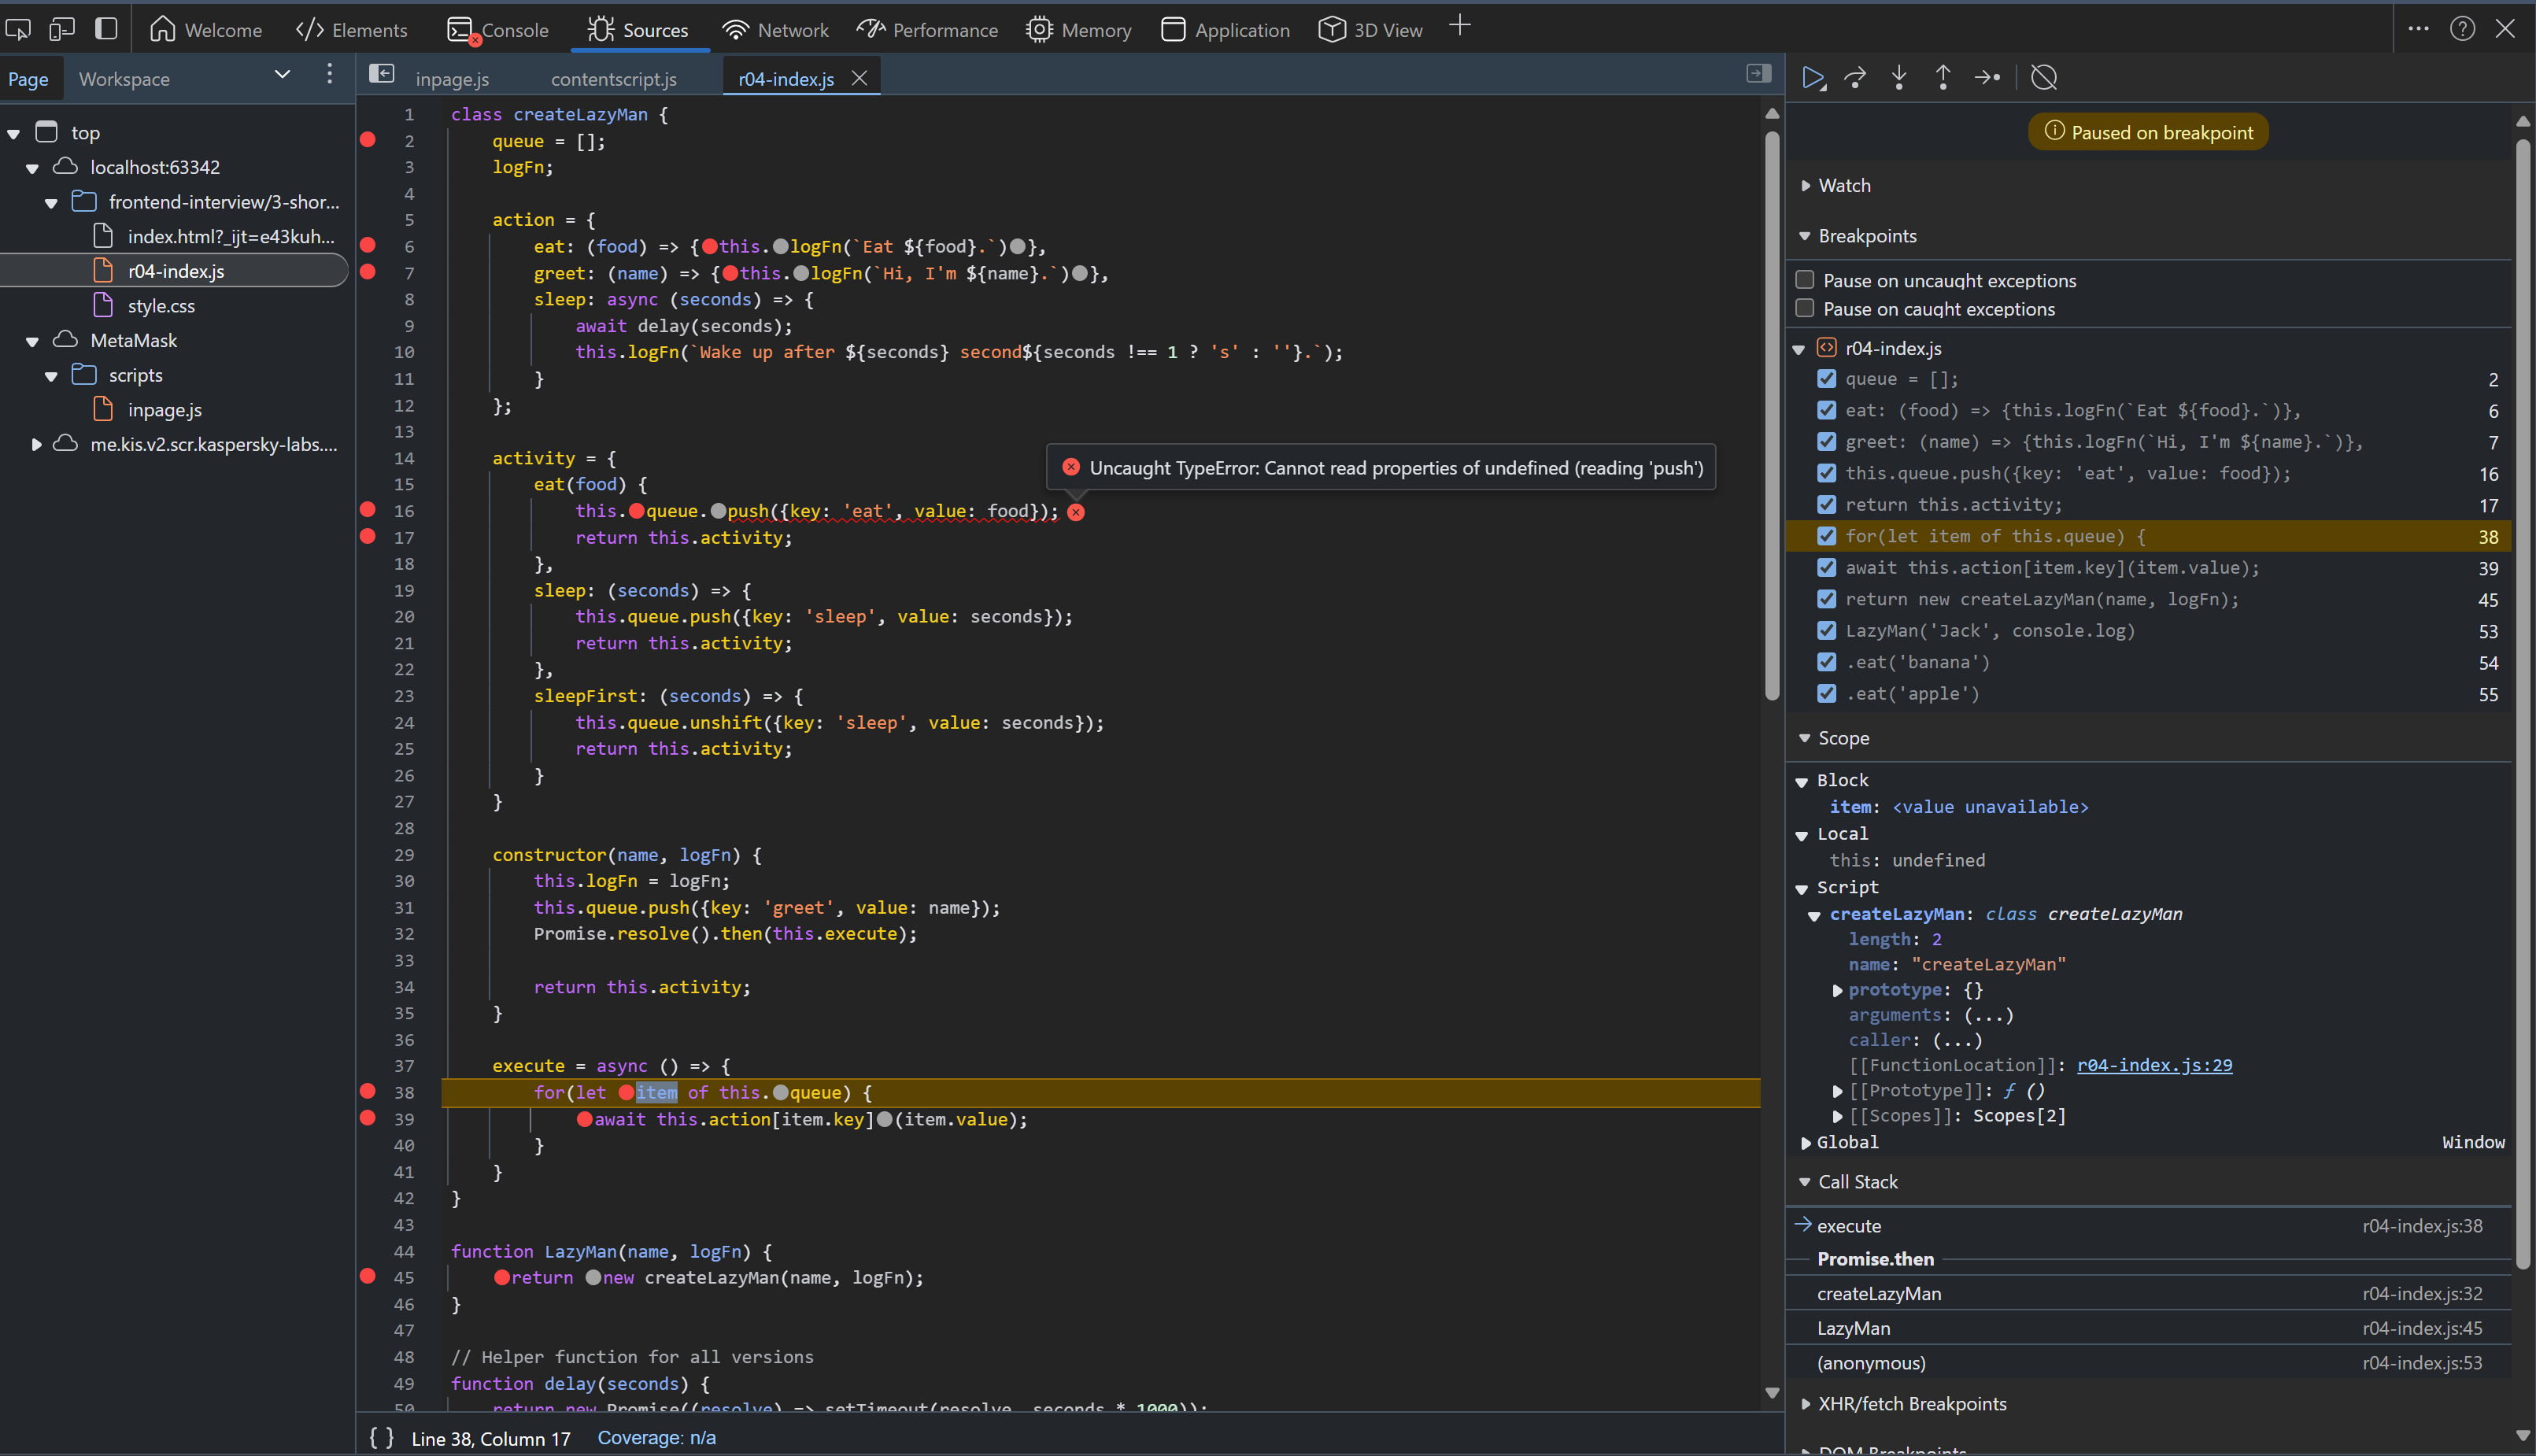 Welcome
Elements
Console
Sources
Network
Performance
Memory
Application
3D View
Page
Workspace
top
localhost:63342
frontend-interview/3-shor...
index.html?_ijt=e43kuh...
r04-index.js
style.css
MetaMask
scripts
inpage.js
me.kis.v2.scr.kaspersky-labs....
inpage.js
contentscript.js
r04-index.js
1 class createLazyMan {
2 queue = [];
3 logFn;
4
5 action = {
6 eat: (food) => {this.logFn(`Eat ${food}.`)},
7 greet: (name) => {this.logFn(`Hi, I'm ${name}.`)},
8 sleep: async (seconds) => {
9 await delay(seconds);
10 this.logFn(`Wake up after ${seconds} second${seconds !== 1 ? 's' : ''}.`);
11 }
12 };
13
14 activity = {
15 eat(food) {
Uncaught TypeError: Cannot read properties of undefined (reading 'push')
16 this.queue.push({key: 'eat', value: food});
17 return this.activity;
18 },
19 sleep: (seconds) => {
20 this.queue.push({key: 'sleep', value: seconds});
21 return this.activity;
22 },
23 sleepFirst: (seconds) => {
24 this.queue.unshift({key: 'sleep', value: seconds});
25 return this.activity;
26 }
27 }
28
29 constructor(name, logFn) {
30 this.logFn = logFn;
31 this.queue.push({key: 'greet', value: name});
32 Promise.resolve().then(this.execute);
33
34 return this.activity;
35 }
36
37 execute = async () => {
38 for(let item of this.queue) {
39 await this.action[item.key](item.value);
40 }
41 }
42 }
43
44 function LazyMan(name, logFn) {
45 return new createLazyMan(name, logFn);
46 }
47
48 // Helper function for all versions
49 function delay(seconds) {
50 return new Promise((resolve) => setTimeout(resolve, seconds * 1000));
{ } Line 38, Column 17 Coverage: n/a
Paused on breakpoint
Watch
Breakpoints
Pause on uncaught exceptions
Pause on caught exceptions
r04-index.js
queue = []; 2
eat: (food) => {this.logFn(`Eat ${food}.`)}, 6
greet: (name) => {this.logFn(`Hi, I'm ${name}.`)}, 7
this.queue.push({key: 'eat', value: food}); 16
return this.activity; 17
for(let item of this.queue) { 38
await this.action[item.key](item.value); 39
return new createLazyMan(name, logFn); 45
LazyMan('Jack', console.log) 53
.eat('banana') 54
.eat('apple') 55
Scope
Block
item: <value unavailable>
Local
this: undefined
Script
createLazyMan: class createLazyMan
length: 2
name: "createLazyMan"
prototype: {}
arguments: (...)
caller: (...)
[[FunctionLocation]]: r04-index.js:29
[[Prototype]]: ƒ ()
[[Scopes]]: Scopes[2]
Global Window
Call Stack
execute r04-index.js:38
Promise.then
createLazyMan r04-index.js:32
LazyMan r04-index.js:45
(anonymous) r04-index.js:53
XHR/fetch Breakpoints
DOM Breakpoints